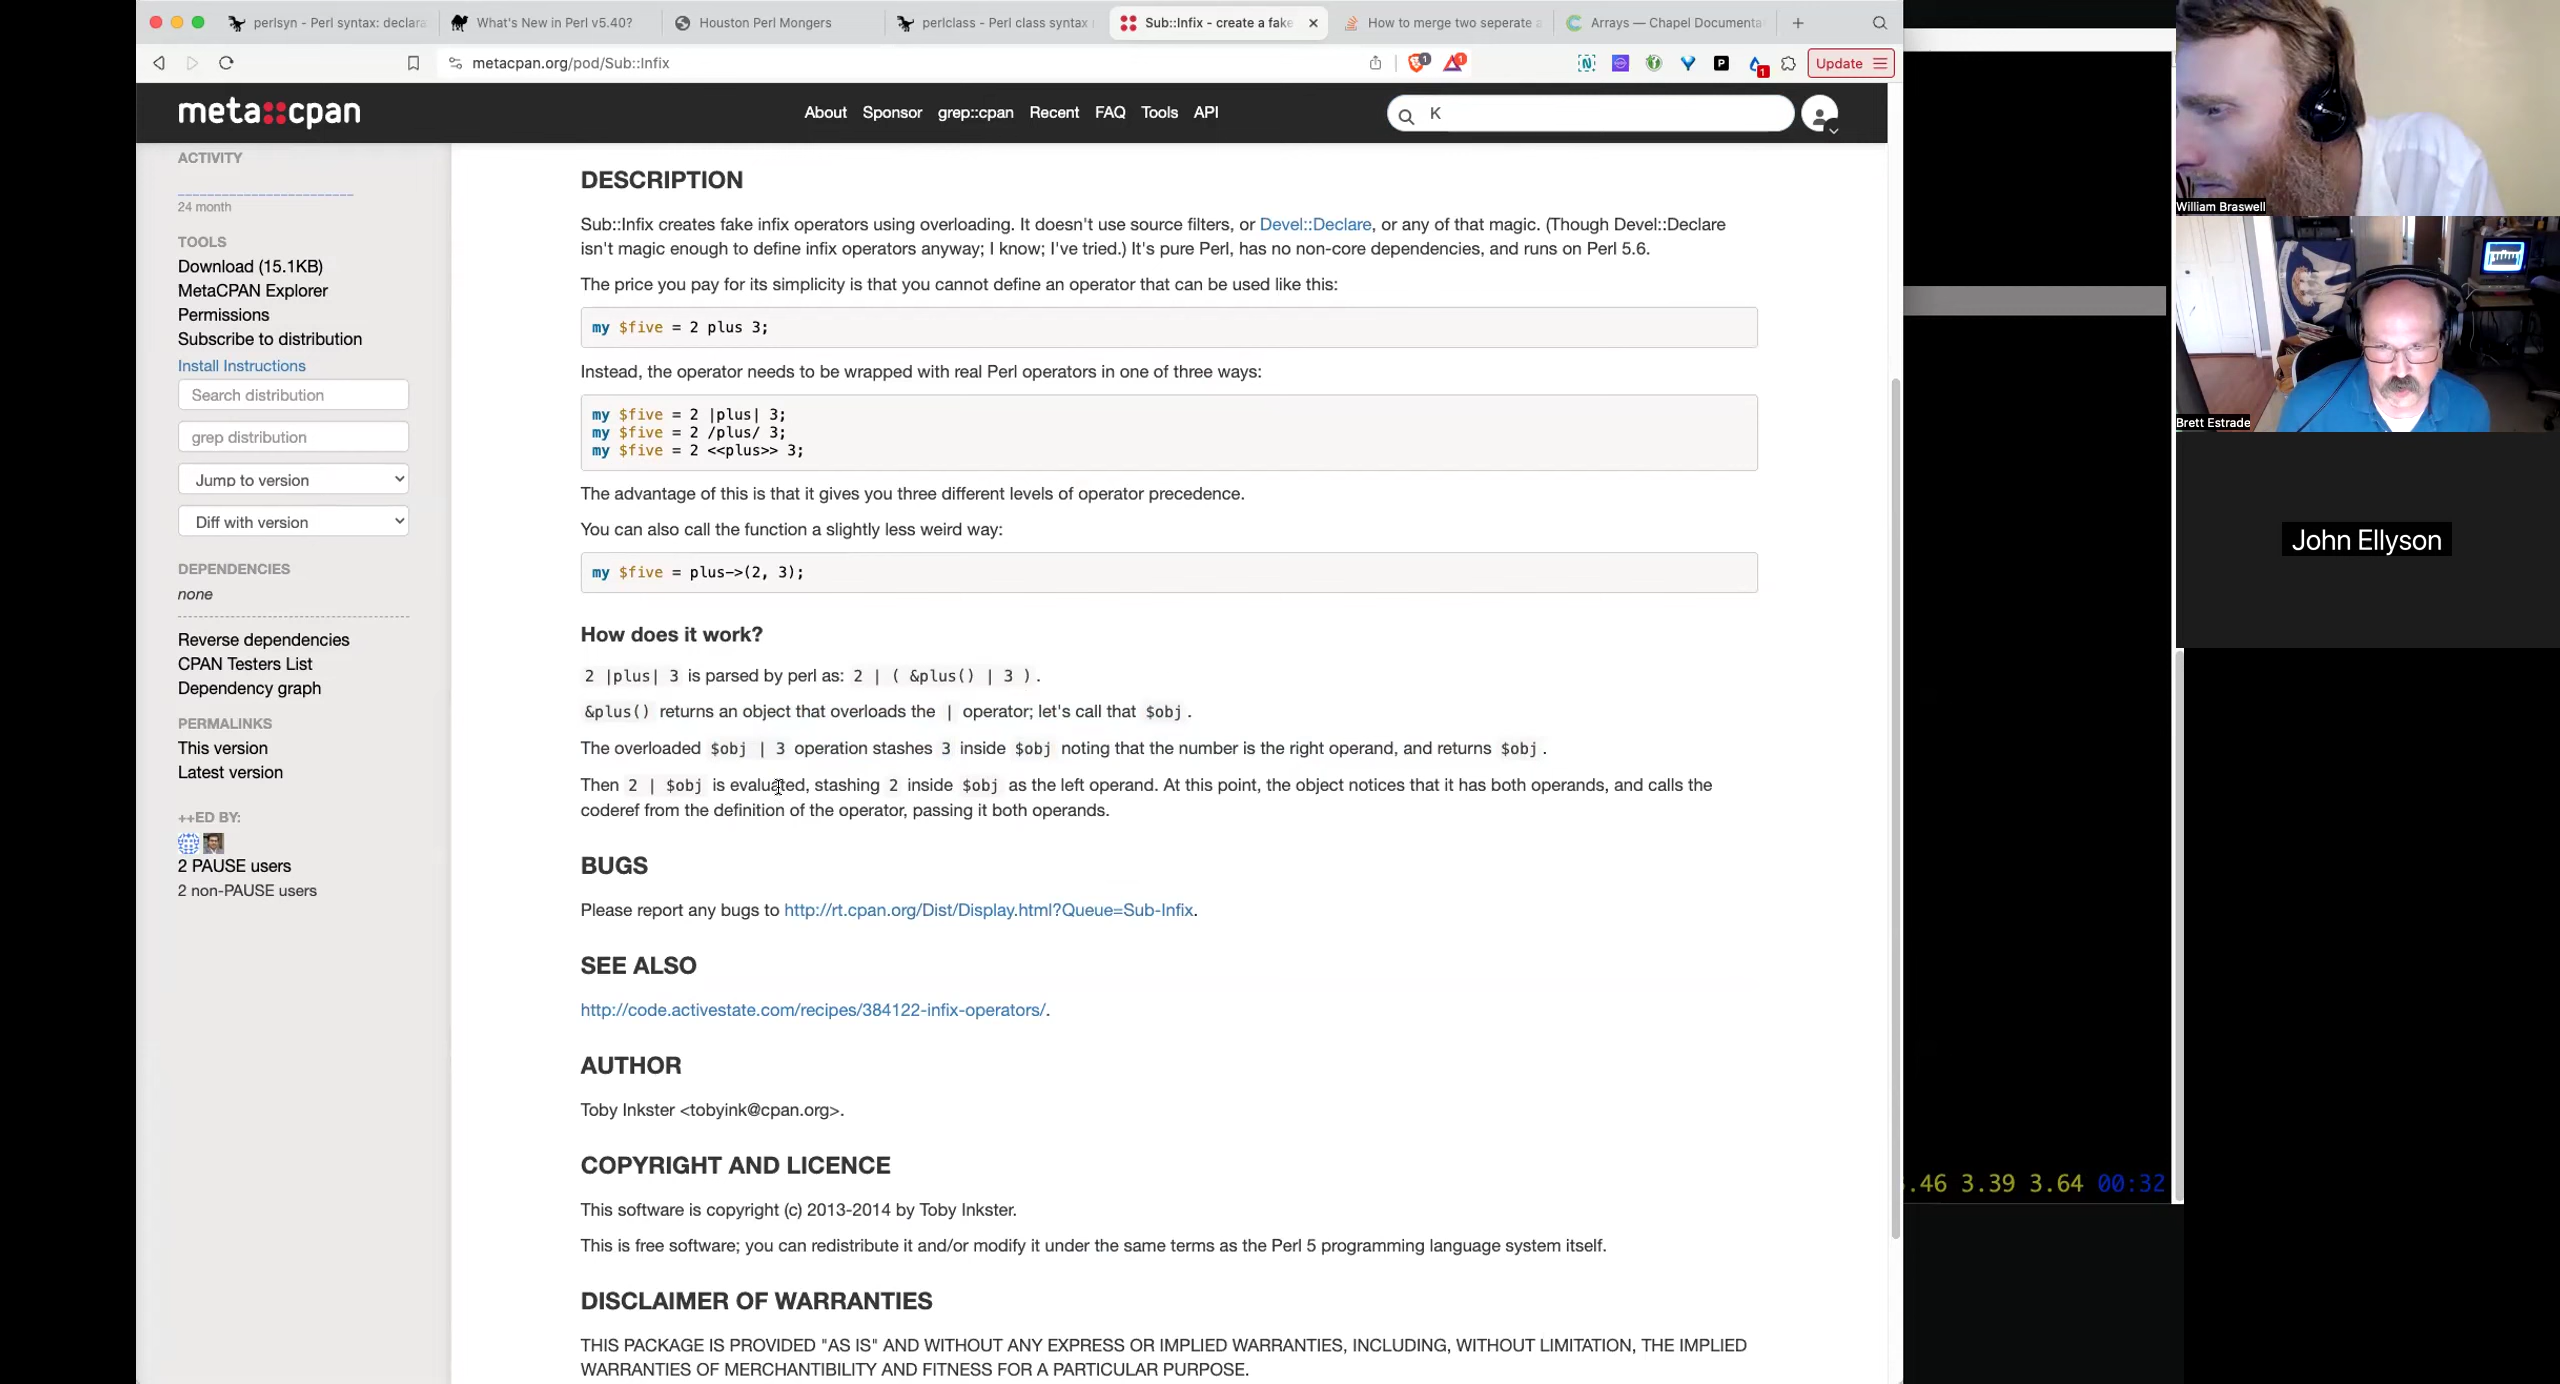 perlsyn - Perl syntax: declara
What's New in Perl v5.40?
Houston Perl Mongers
perlclass - Perl class syntax
Sub::Infix - create a fake
How to merge two seperate a
Arrays — Chapel Documenta
metacpan.org/pod/Sub::Infix
1
1
N
P
1
Update
meta::cpan
About
Sponsor
grep::cpan
Recent
FAQ
Tools
API
K
ACTIVITY
24 month
TOOLS
Download (15.1KB)
MetaCPAN Explorer
Permissions
Subscribe to distribution
Install Instructions
Search distribution
grep distribution
Jump to version
Diff with version
DEPENDENCIES
none
Reverse dependencies
CPAN Testers List
Dependency graph
PERMALINKS
This version
Latest version
++ED BY:
2 PAUSE users
2 non-PAUSE users
DESCRIPTION
Sub::Infix creates fake infix operators using overloading. It doesn't use source filters, or Devel::Declare, or any of that magic. (Though Devel::Declare
isn't magic enough to define infix operators anyway; I know; I've tried.) It's pure Perl, has no non-core dependencies, and runs on Perl 5.6.
The price you pay for its simplicity is that you cannot define an operator that can be used like this:
my $five = 2 plus 3;
Instead, the operator needs to be wrapped with real Perl operators in one of three ways:
my $five = 2 |plus| 3;
my $five = 2 /plus/ 3;
my $five = 2 <<plus>> 3;
The advantage of this is that it gives you three different levels of operator precedence.
You can also call the function a slightly less weird way:
my $five = plus->(2, 3);
How does it work?
2 |plus| 3 is parsed by perl as: 2 | ( &plus() | 3 ).
&plus() returns an object that overloads the | operator; let's call that $obj.
The overloaded $obj | 3 operation stashes 3 inside $obj noting that the number is the right operand, and returns $obj.
Then 2 | $obj is evaluated, stashing 2 inside $obj as the left operand. At this point, the object notices that it has both operands, and calls the
coderef from the definition of the operator, passing it both operands.
BUGS
Please report any bugs to http://rt.cpan.org/Dist/Display.html?Queue=Sub-Infix.
SEE ALSO
http://code.activestate.com/recipes/384122-infix-operators/.
AUTHOR
Toby Inkster <tobyink@cpan.org>.
COPYRIGHT AND LICENCE
This software is copyright (c) 2013-2014 by Toby Inkster.
This is free software; you can redistribute it and/or modify it under the same terms as the Perl 5 programming language system itself.
DISCLAIMER OF WARRANTIES
THIS PACKAGE IS PROVIDED "AS IS" AND WITHOUT ANY EXPRESS OR IMPLIED WARRANTIES, INCLUDING, WITHOUT LIMITATION, THE IMPLIED
WARRANTIES OF MERCHANTIBILITY AND FITNESS FOR A PARTICULAR PURPOSE.
.46 3.39 3.64 00:32
William Braswell
Brett Estrade
John Ellyson